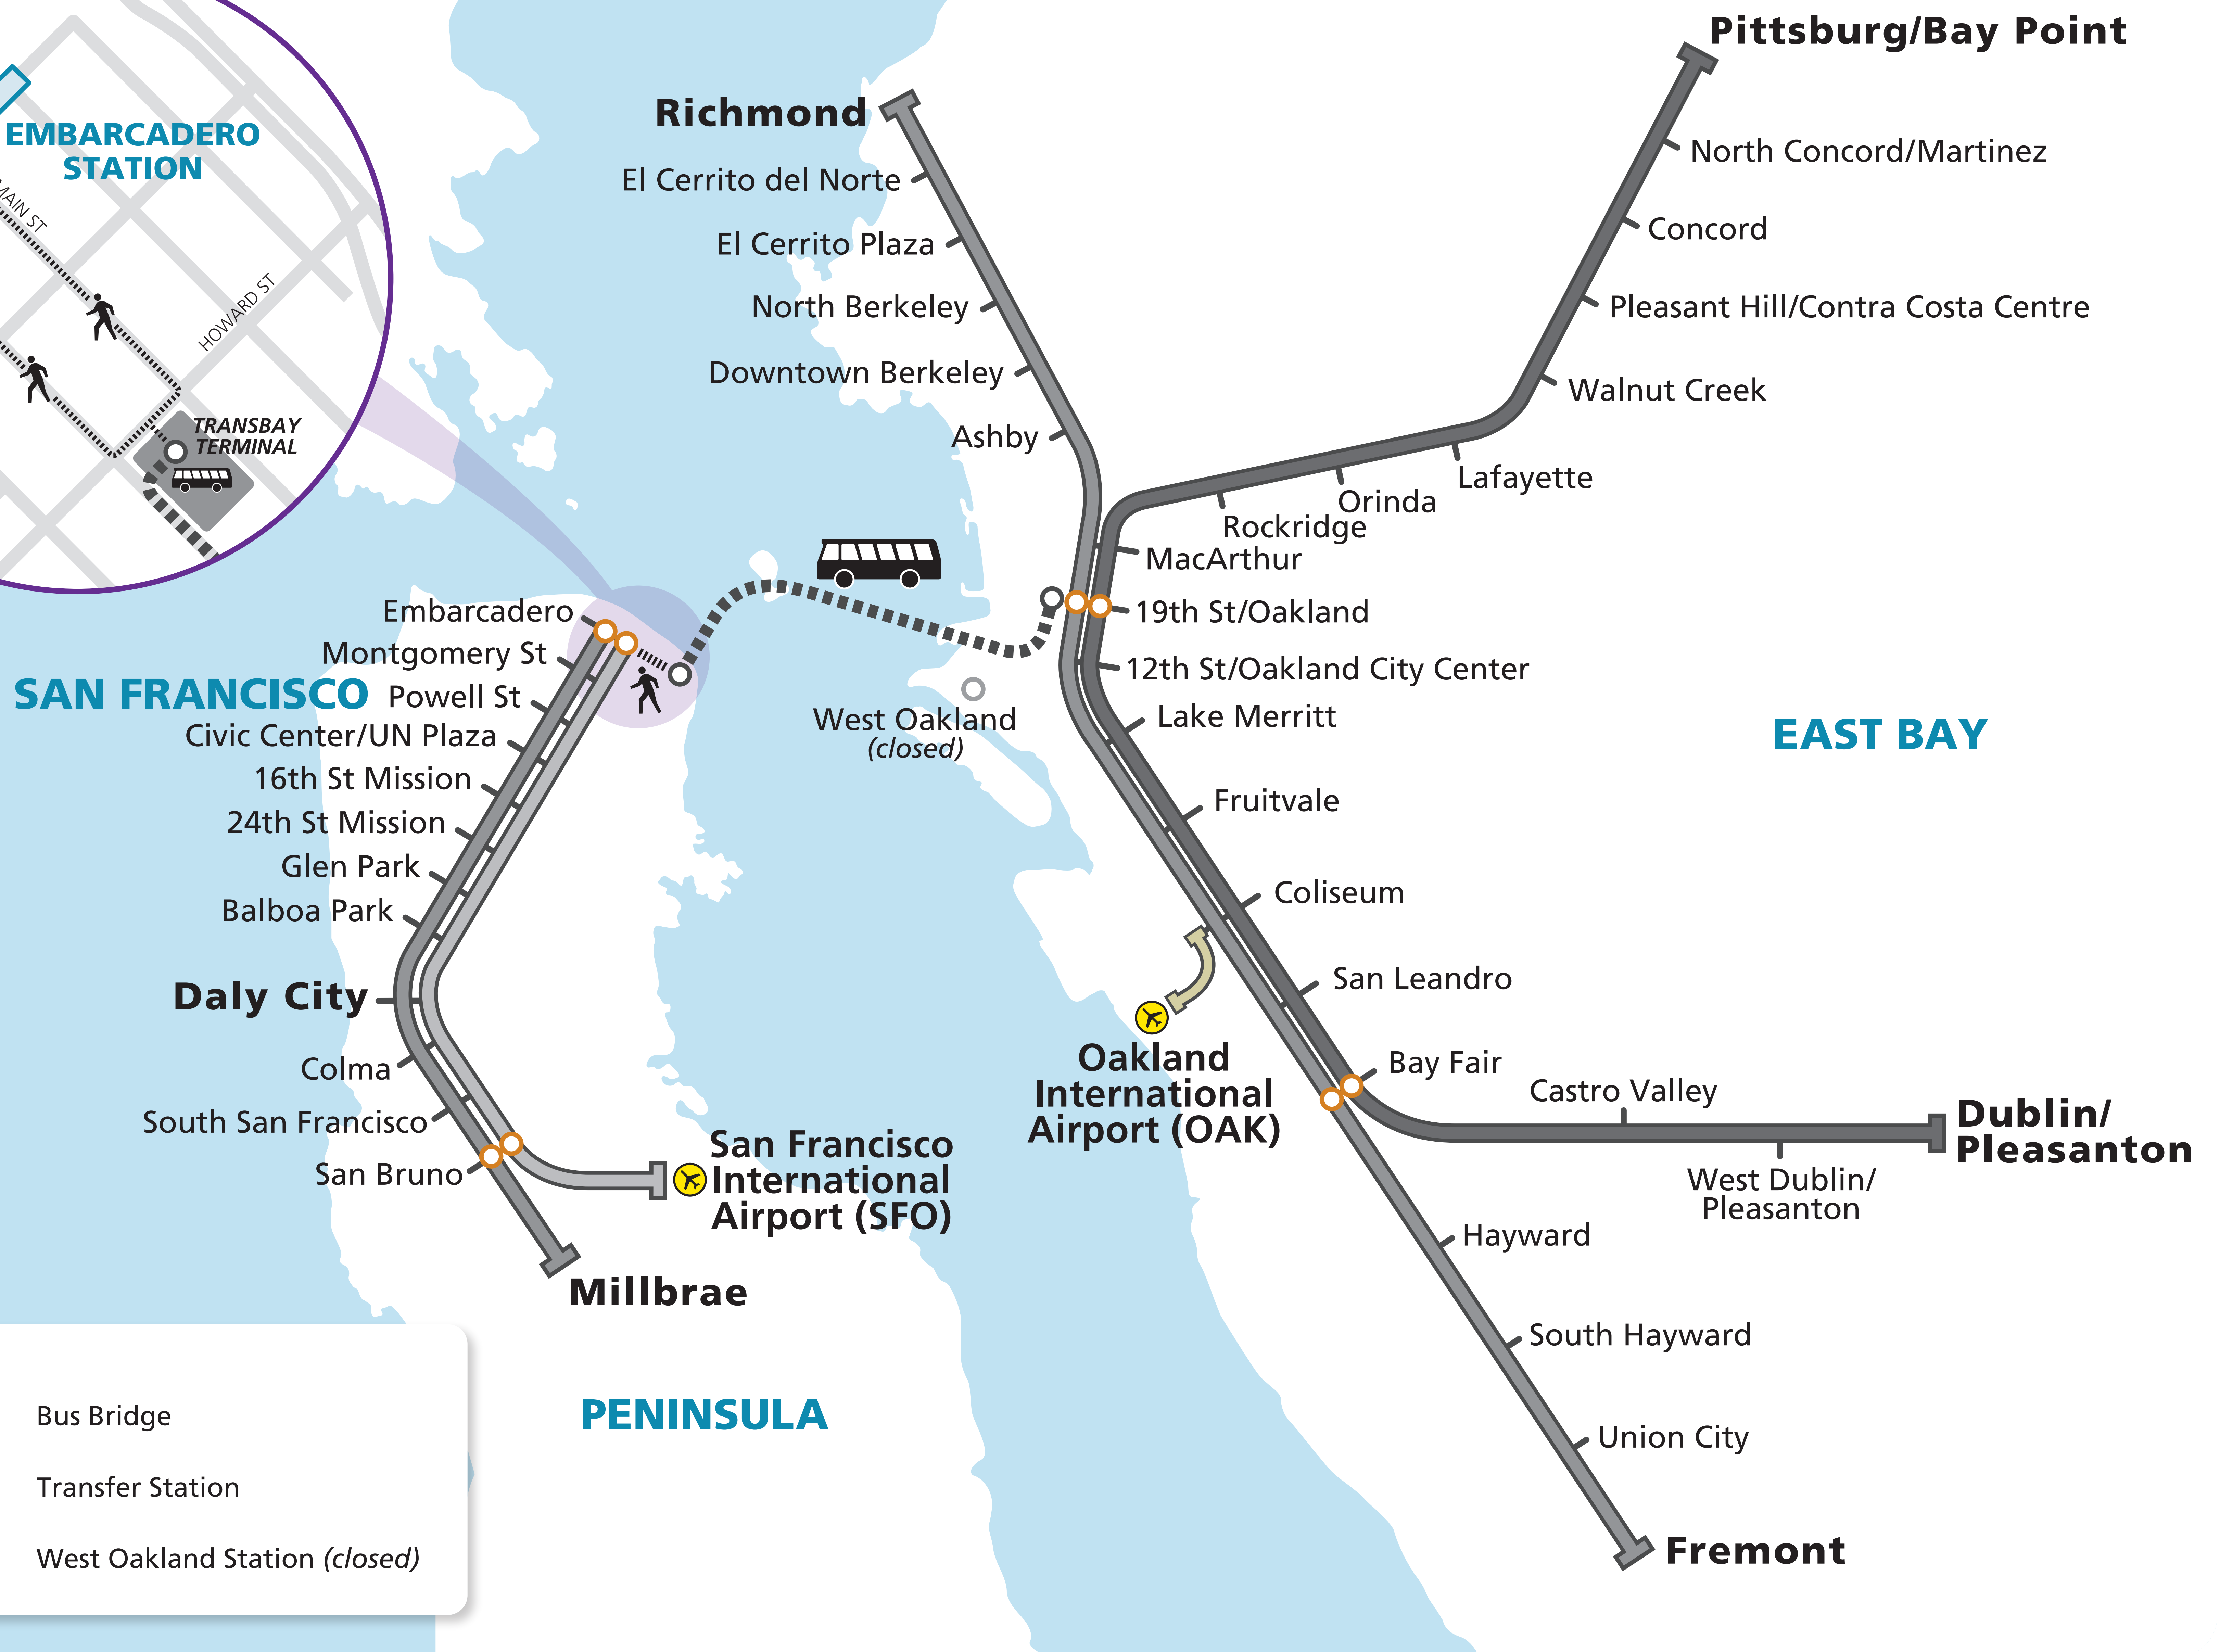 Pittsburg/Bay Point
Richmond
EMBARCADERO
STATION
North Concord/Martinez
El Cerrito del Norte
MAIN ST
Concord
El Cerrito Plaza
North Berkeley
Pleasant Hill/Contra Costa Centre
HOWARD ST
Downtown Berkeley
Walnut Creek
TRANSBAY
TERMINAL
Ashby
Lafayette
Orinda
Rockridge
MacArthur
Embarcadero
19th St/Oakland
Montgomery St
12th St/Oakland City Center
SAN FRANCISCO
Powell St
West Oakland
(closed)
Lake Merritt
Civic Center/UN Plaza
EAST BAY
16th St Mission
Fruitvale
24th St Mission
Glen Park
Coliseum
Balboa Park
San Leandro
Daly City
Oakland
International
Airport (OAK)
Colma
Bay Fair
Castro Valley
Dublin/
Pleasanton
South San Francisco
San Francisco
International
Airport (SFO)
San Bruno
West Dublin/
Pleasanton
Hayward
Millbrae
South Hayward
PENINSULA
Bus Bridge
Union City
Transfer Station
West Oakland Station (closed)
Fremont